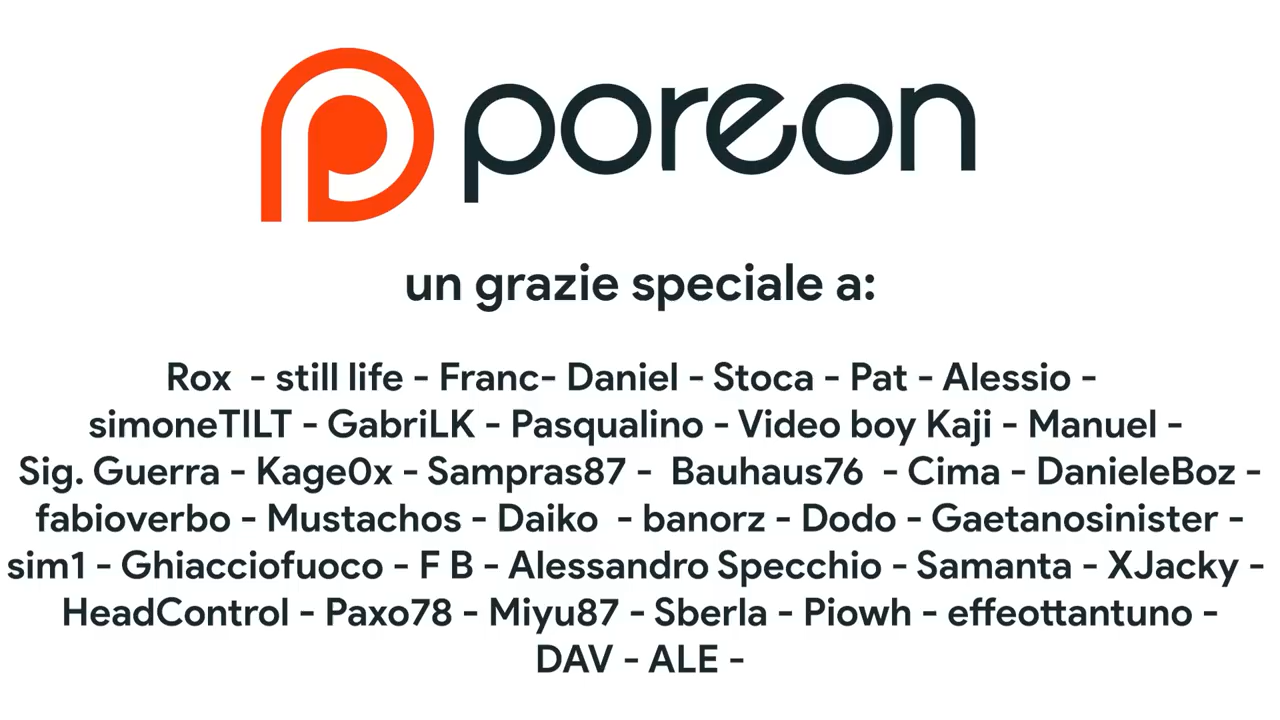 poreon
un grazie speciale a:
Rox - still life - Franc- Daniel - Stoca - Pat - Alessio -
simoneTILT - GabriLK - Pasqualino - Video boy Kaji - Manuel -
Sig. Guerra - Kage0x - Sampras87 - Bauhaus76 - Cima - DanieleBoz -
fabioverbo - Mustachos - Daiko - banorz - Dodo - Gaetanosinister -
sim1 - Ghiacciofuoco - F B - Alessandro Specchio - Samanta - XJacky -
HeadControl - Paxo78 - Miyu87 - Sberla - Piowh - effeottantuno -
DAV - ALE -